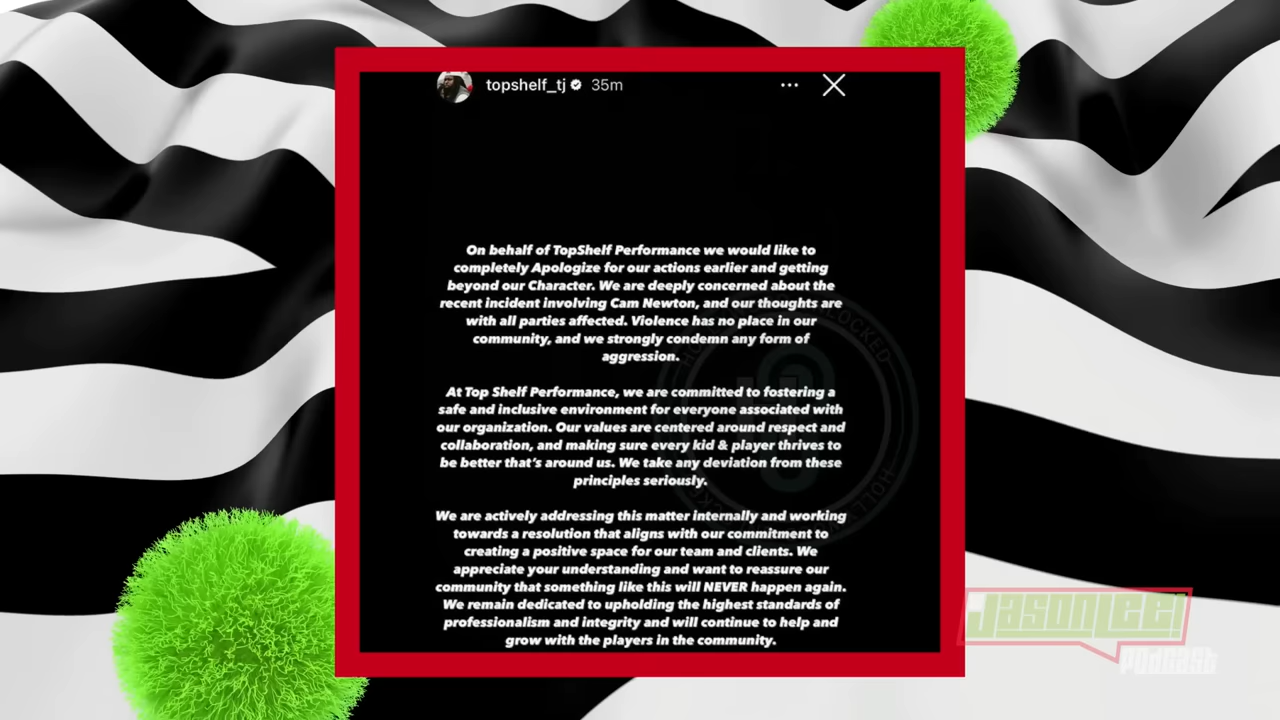 topshelf_tj 35m
On behalf of TopShelf Performance we would like to
completely Apologize for our actions earlier and getting
beyond our Character. We are deeply concerned about the
recent incident involving Cam Newton, and our thoughts are
with all parties affected. Violence has no place in our
community, and we strongly condemn any form of
aggression.
At Top Shelf Performance, we are committed to fostering a
safe and inclusive environment for everyone associated with
our organization. Our values are centered around respect and
collaboration, and making sure every kid & player thrives to
be better that's around us. We take any deviation from these
principles seriously.
We are actively addressing this matter internally and working
towards a resolution that aligns with our commitment to
creating a positive space for our team and clients. We
appreciate your understanding and want to reassure our
community that something like this will NEVER happen again.
We remain dedicated to upholding the highest standards of
professionalism and integrity and will continue to help and
grow with the players in the community.
JASON LEE!
PODCAST